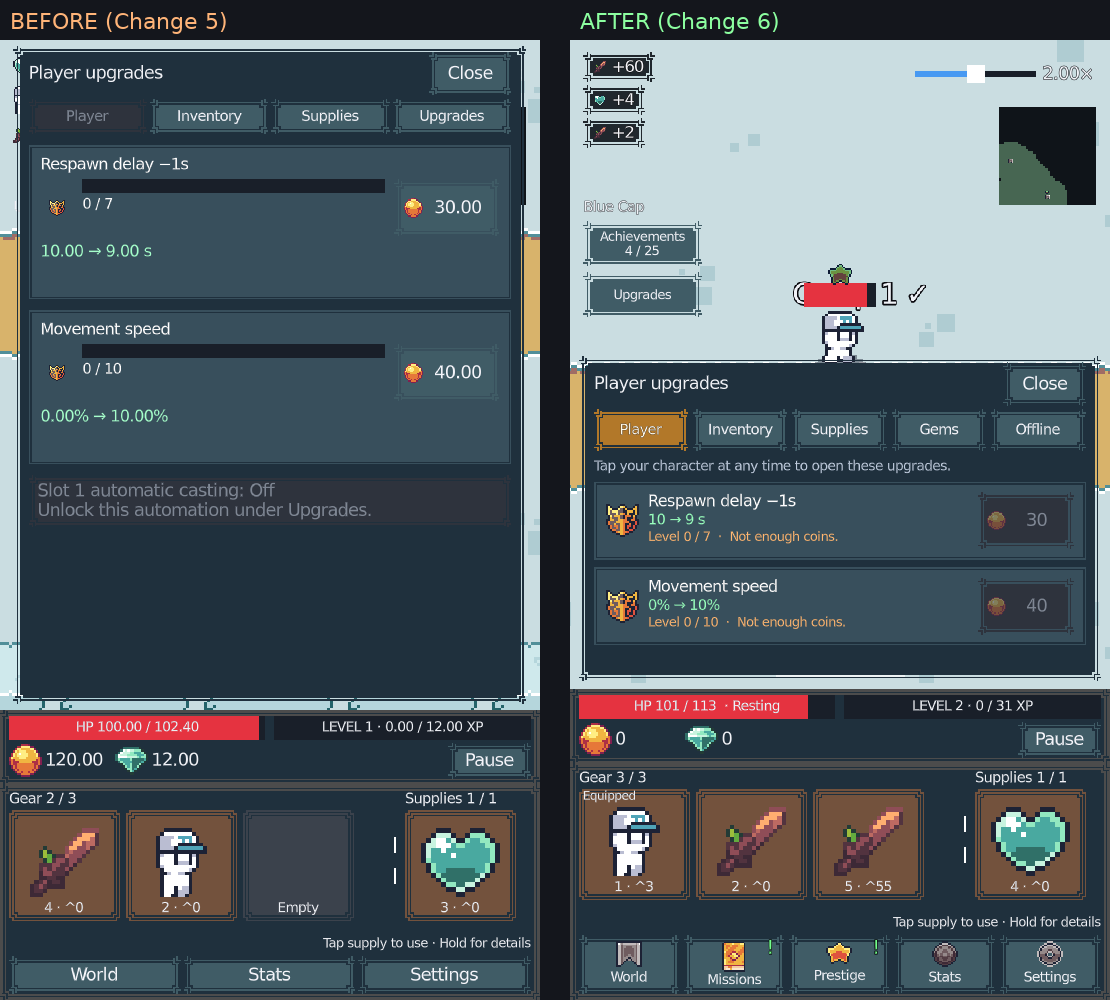 BEFORE (Change 5)
Player upgrades
Close
Player
Inventory
Supplies
Upgrades
Respawn delay −1s
0 / 7
30.00
10.00 → 9.00 s
Movement speed
0 / 10
40.00
0.00% → 10.00%
Slot 1 automatic casting: Off
Unlock this automation under Upgrades.
HP 100.00 / 102.40
LEVEL 1 · 0.00 / 12.00 XP
120.00
12.00
Pause
Gear 2 / 3
Supplies 1 / 1
4 · ^0
2 · ^0
Empty
3 · ^0
Tap supply to use · Hold for details
World
Stats
Settings
AFTER (Change 6)
+60
+4
+2
2.00×
Blue Cap
Achievements
4 / 25
Upgrades
1 ✓
Player upgrades
Close
Player
Inventory
Supplies
Gems
Offline
Tap your character at any time to open these upgrades.
Respawn delay −1s
10 → 9 s
Level 0 / 7 · Not enough coins.
30
Movement speed
0% → 10%
Level 0 / 10 · Not enough coins.
40
HP 101 / 113 · Resting
LEVEL 2 · 0 / 31 XP
0
0
Pause
Gear 3 / 3
Supplies 1 / 1
Equipped
1 · ^3
2 · ^0
5 · ^55
4 · ^0
Tap supply to use · Hold for details
World
Missions
!
Prestige
!
Stats
Settings